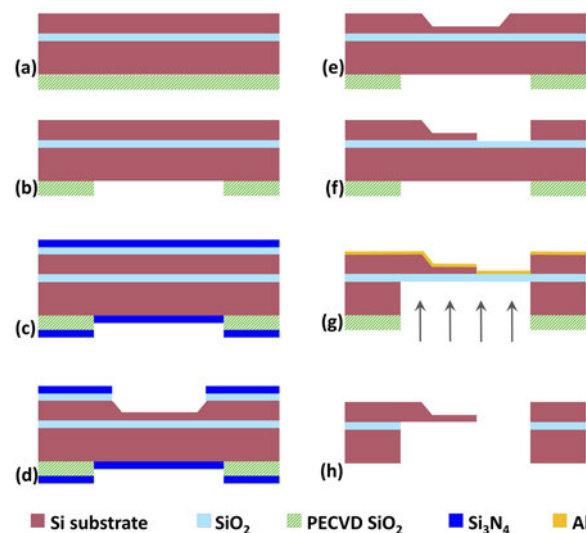 (a)
(b)
(c)
(d)
(e)
(f)
(g)
(h)
Si substrate SiO₂ PECVD SiO₂ Si₃N₄ Al